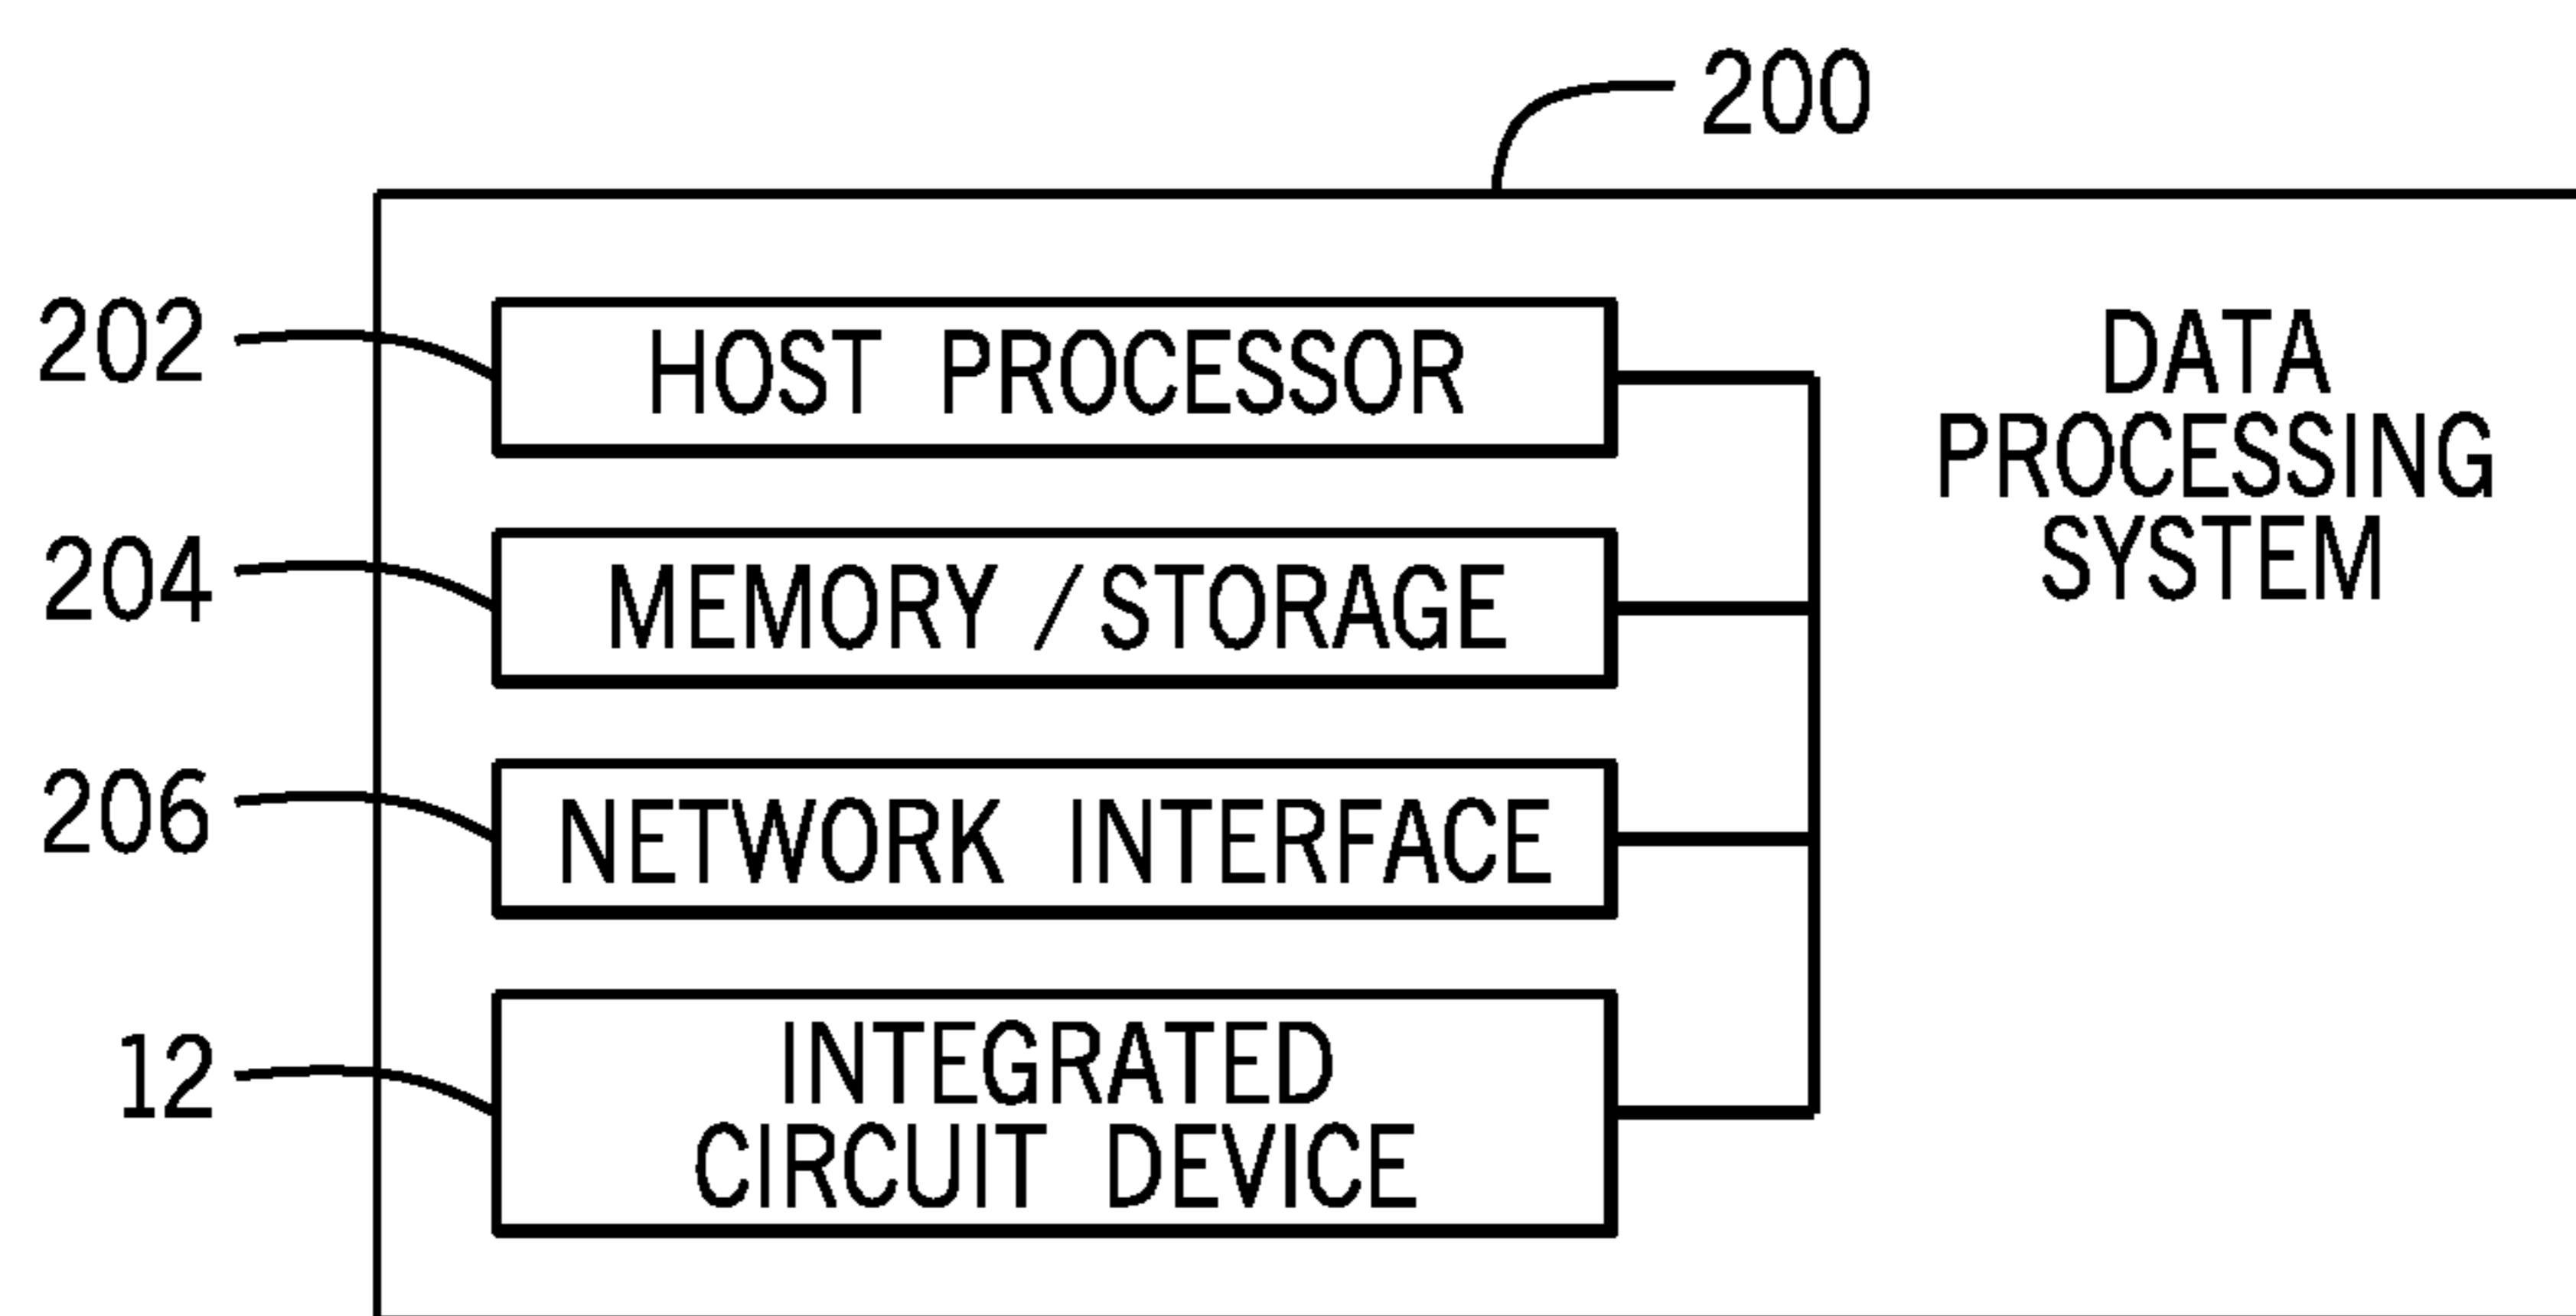 200
202
HOST PROCESSOR
DATA
PROCESSING
SYSTEM
204
MEMORY / STORAGE
206
NETWORK INTERFACE
12
INTEGRATED
CIRCUIT DEVICE